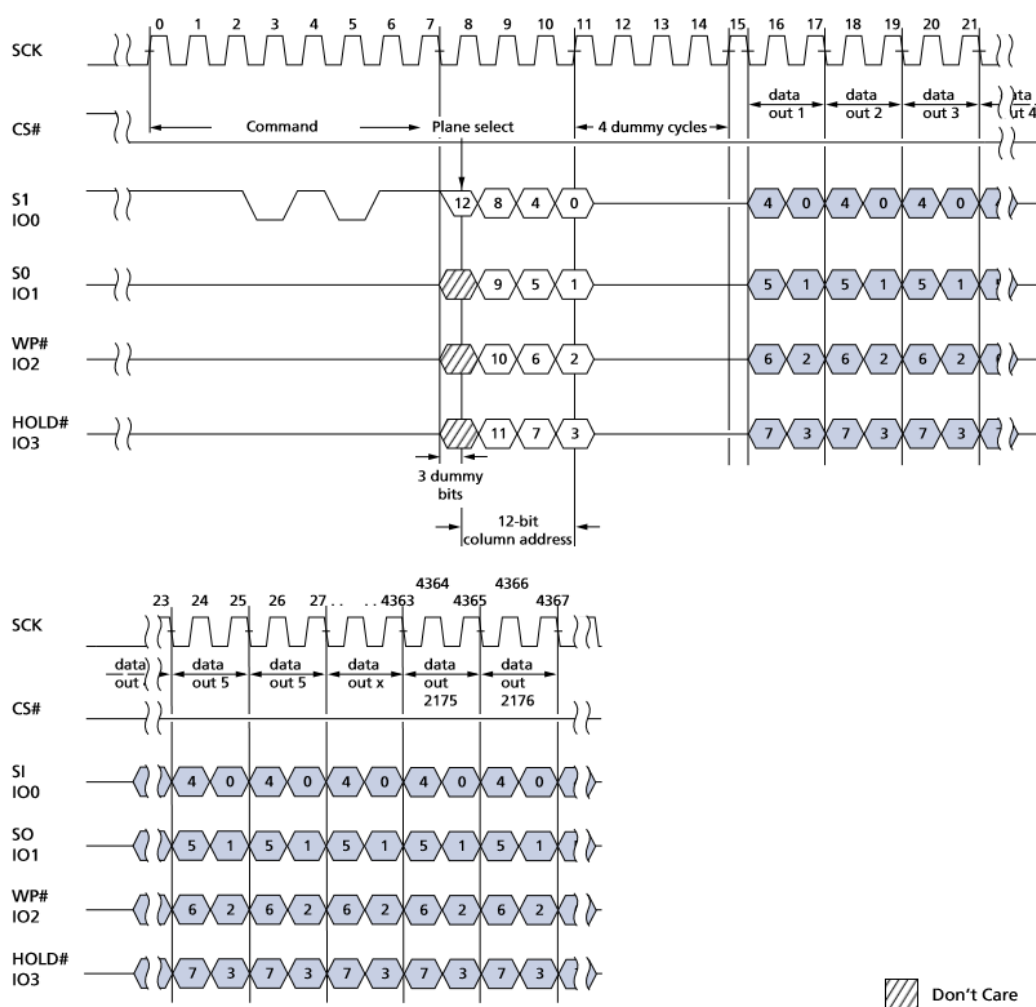 0 1 2 3 4 5 6 7 8 9 10 11 12 13 14 15 16 17 18 19 20 21
SCK
data out 1 data out 2 data out 3
CS#
Command Plane select 4 dummy cycles
S1 IO0
12 8 4 0 4 0 4 0 4 0
S0 IO1
9 5 1 5 1 5 1 5 1
WP# IO2
10 6 2 6 2 6 2 6 2
HOLD# IO3
11 7 3 7 3 7 3 7 3
3 dummy
bits
12-bit
column address
4364 4366
23 24 25 26 27 . . . . 4363 4365 4367
SCK
data data data data data data
out out 5 out 5 out x out out
2175 2176
CS#
SI IO0
4 0 4 0 4 0 4 0 4 0
SO IO1
5 1 5 1 5 1 5 1 5 1
WP# IO2
6 2 6 2 6 2 6 2 6 2
HOLD# IO3
7 3 7 3 7 3 7 3 7 3
Don't Care